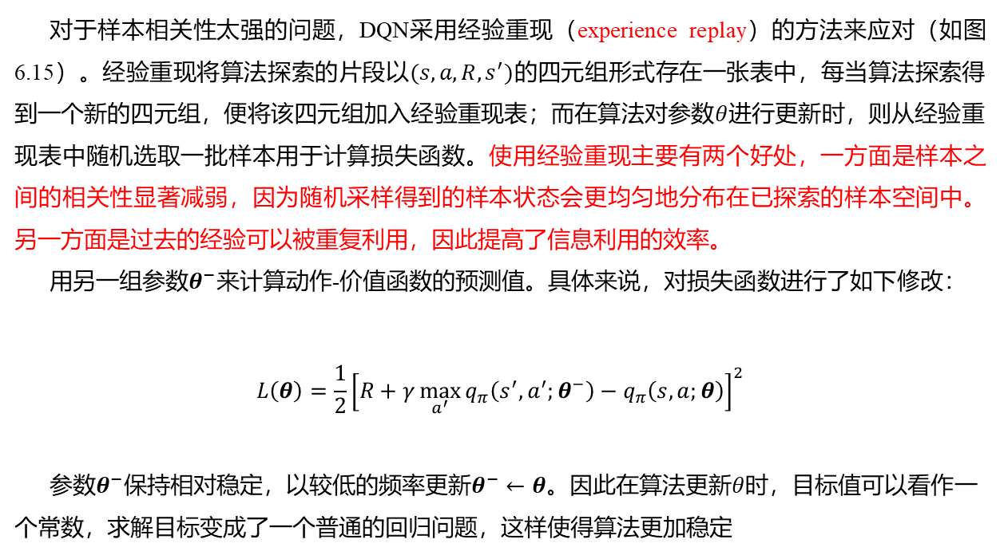 对于样本相关性太强的问题，DQN采用经验重现（experience replay）的方法来应对（如图
6.15）。经验重现将算法探索的片段以(s, a, R, s′)的四元组形式存在一张表中，每当算法探索得
到一个新的四元组，便将该四元组加入经验重现表；而在算法对参数θ进行更新时，则从经验重
现表中随机选取一批样本用于计算损失函数。使用经验重现主要有两个好处，一方面是样本之
间的相关性显著减弱，因为随机采样得到的样本状态会更均匀地分布在已探索的样本空间中。
另一方面是过去的经验可以被重复利用，因此提高了信息利用的效率。
用另一组参数θ⁻来计算动作-价值函数的预测值。具体来说，对损失函数进行了如下修改：
L(θ) = 1/2 [R + γ max_{a′} q_π(s′, a′; θ⁻) − q_π(s, a; θ)]²
参数θ⁻保持相对稳定，以较低的频率更新θ⁻ ← θ。因此在算法更新θ时，目标值可以看作一
个常数，求解目标变成了一个普通的回归问题，这样使得算法更加稳定